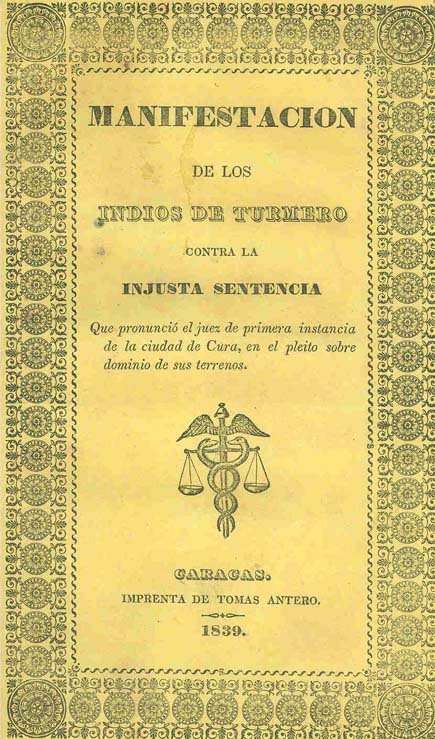 MANIFESTACION
DE LOS
INDIOS DE TURMERO
CONTRA LA
INJUSTA SENTENCIA
Que pronunció el juez de primera instancia
de la ciudad de Cura, en el pleito sobre
dominio de sus terrenos.
CARACAS.
IMPRENTA DE TOMAS ANTERO.
1839.